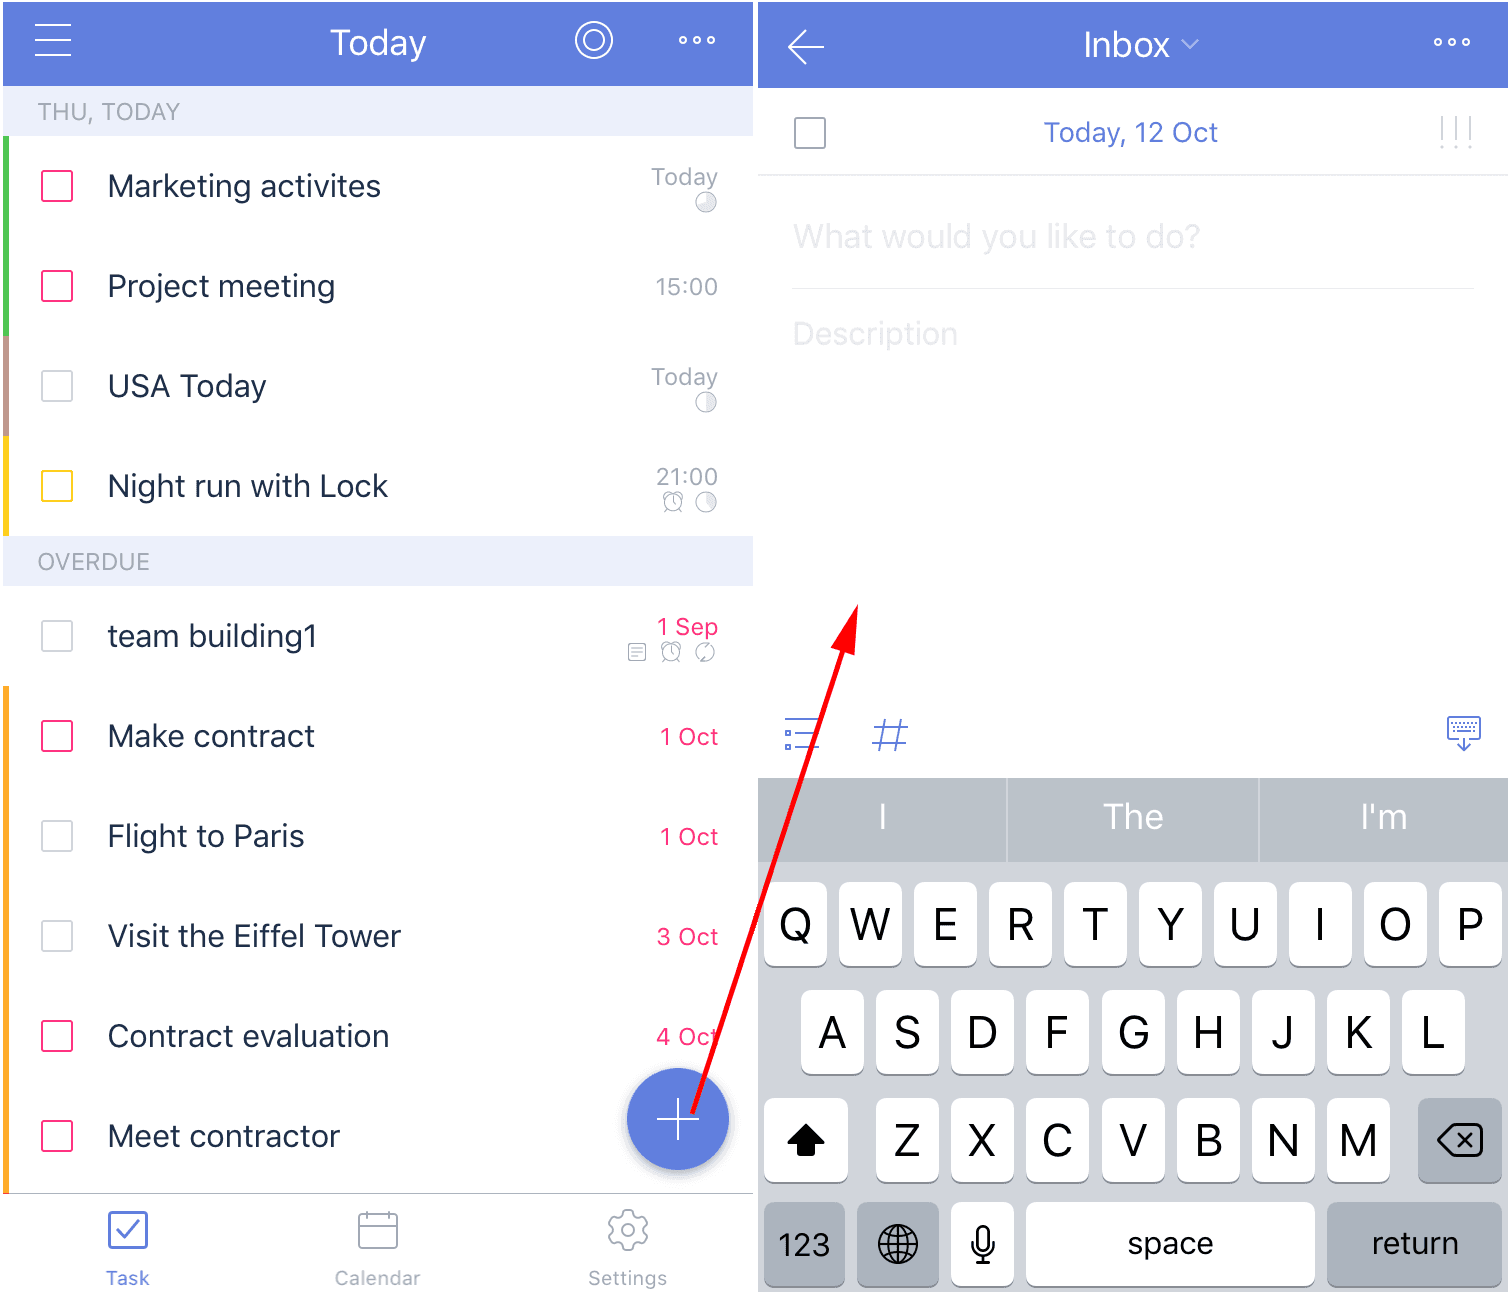 Today
THU, TODAY
Marketing activites
Today
Project meeting
15:00
USA Today
Today
Night run with Lock
21:00
OVERDUE
team building1
1 Sep
Make contract
1 Oct
Flight to Paris
1 Oct
Visit the Eiffel Tower
3 Oct
Contract evaluation
4 Oct
Meet contractor
Task
Calendar
Settings
Inbox
Today, 12 Oct
!!!
What would you like to do?
Description
#
I The I'm
Q W E R T Y U I O P
A S D F G H J K L
Z X C V B N M
123 space return